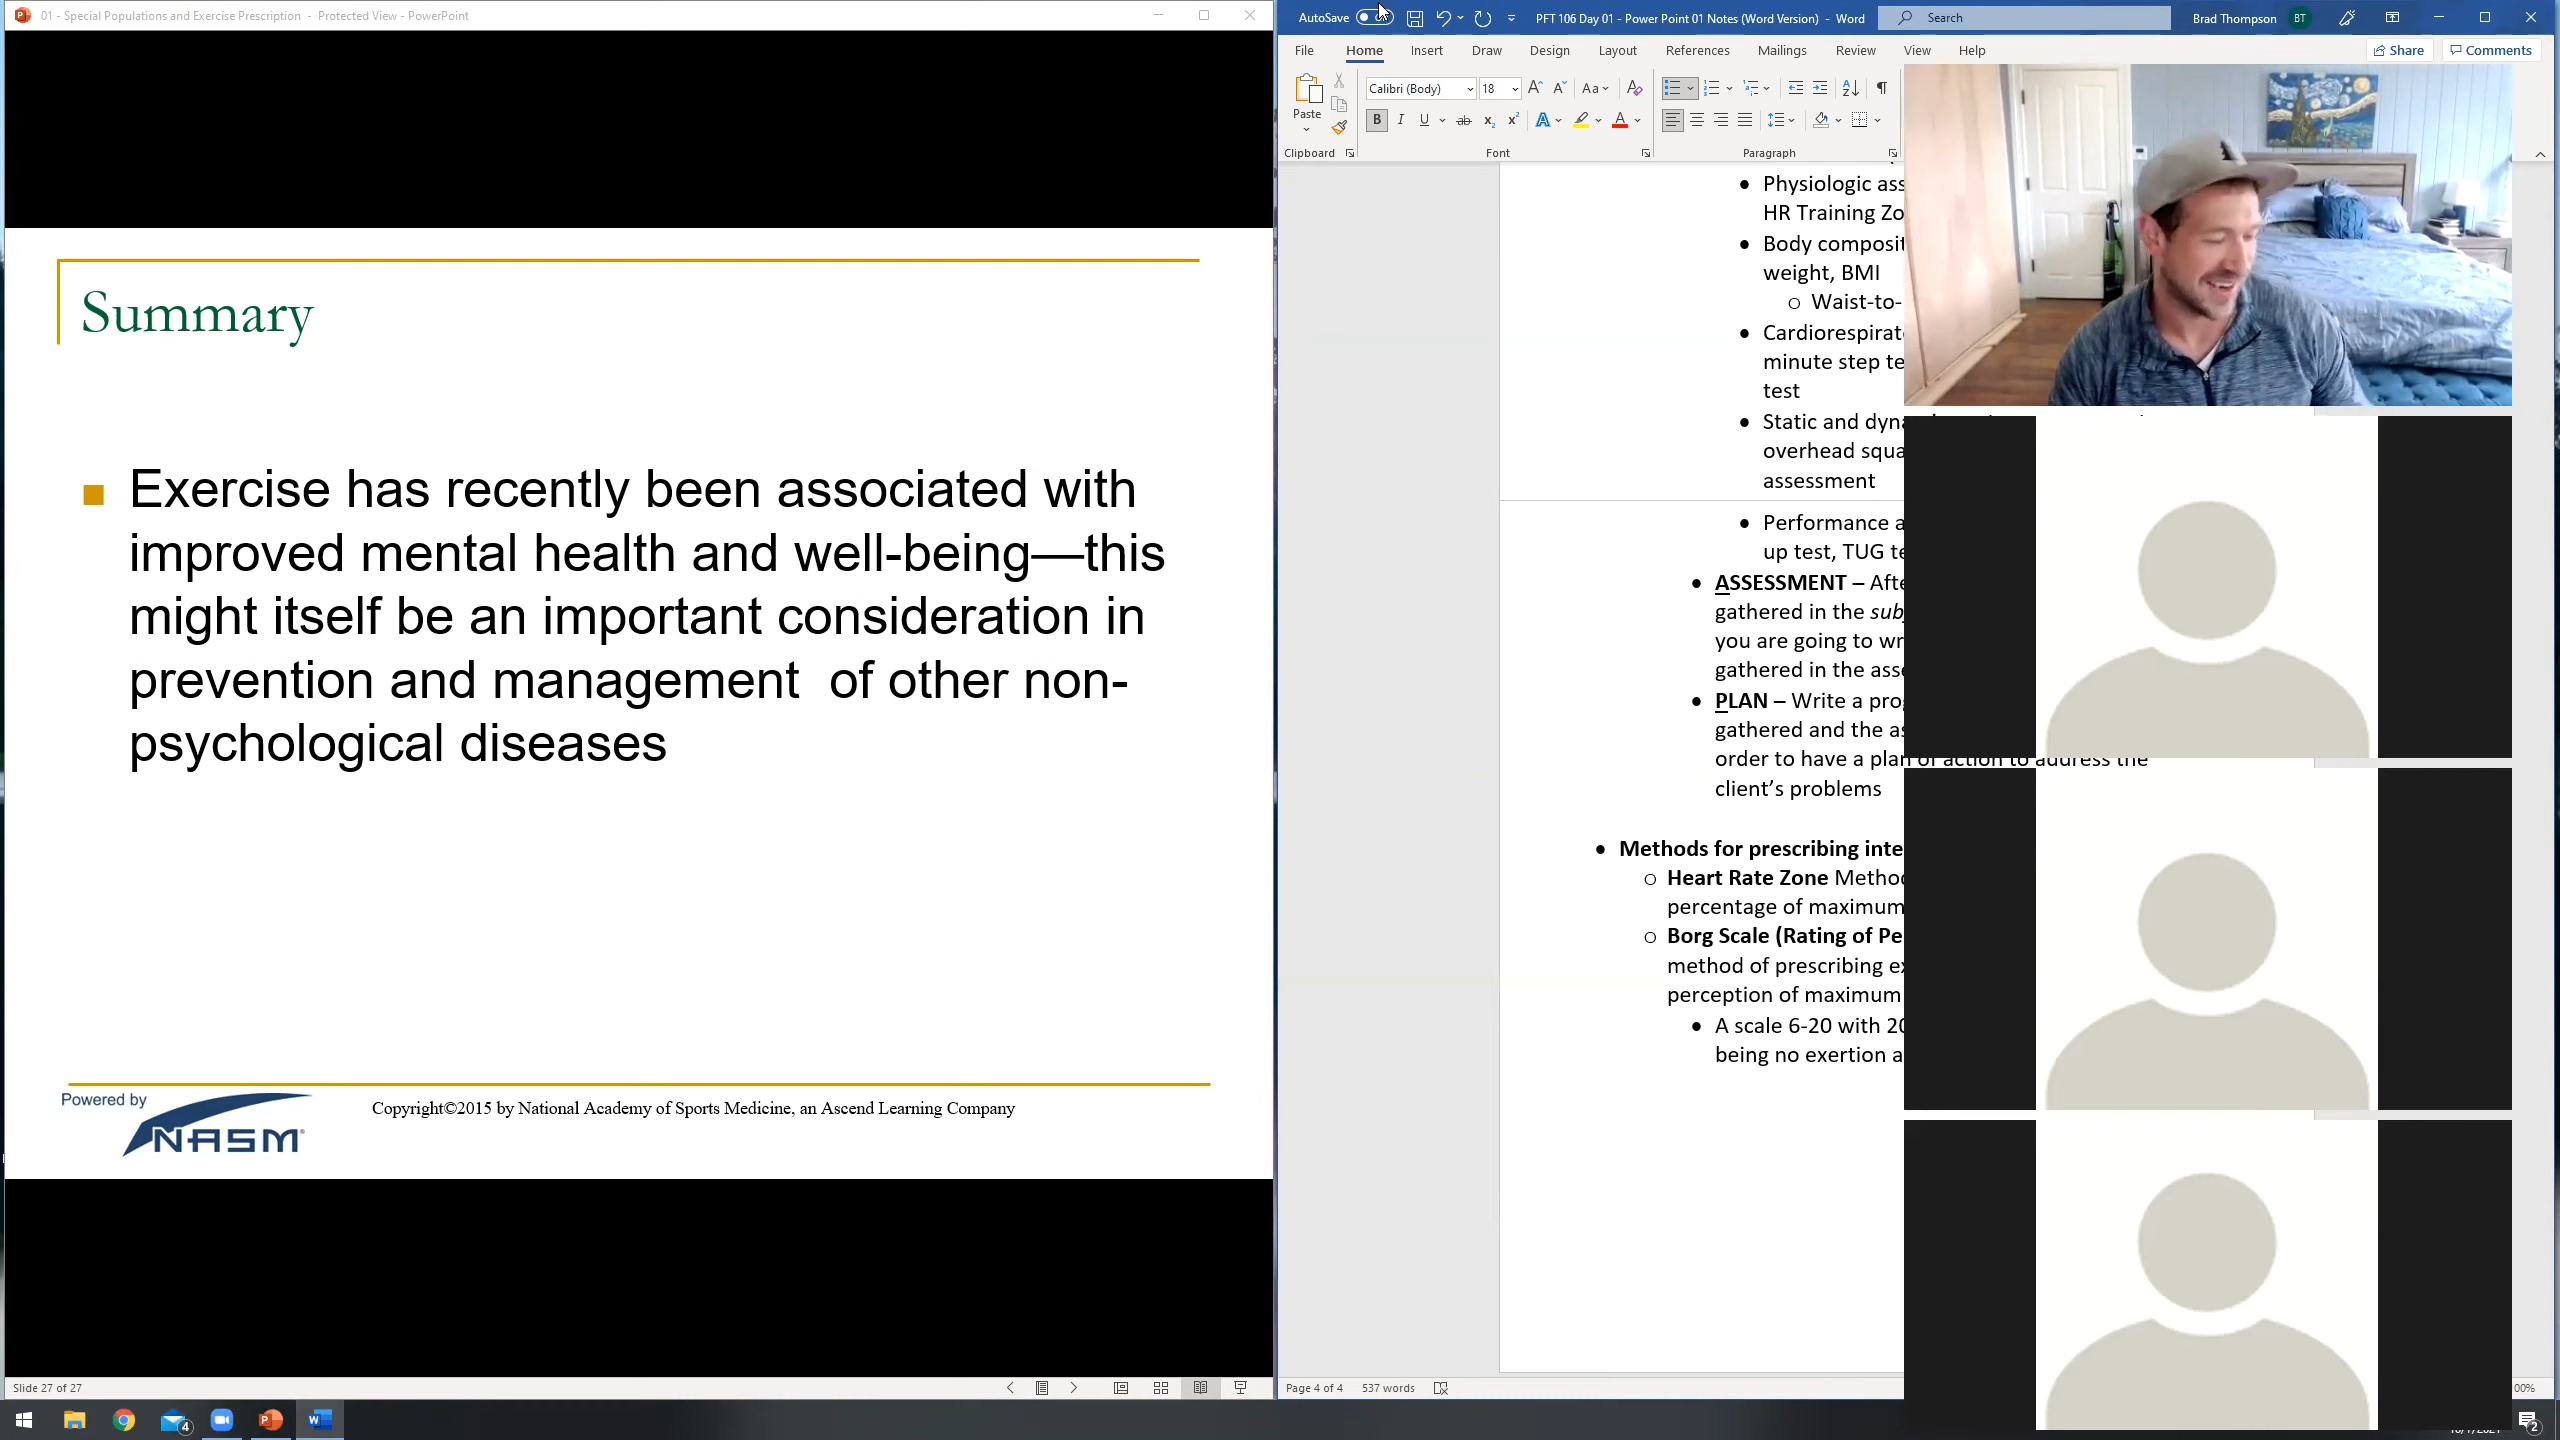 01 - Special Populations and Exercise Prescription - Protected View - PowerPoint
Summary
Exercise has recently been associated with
improved mental health and well-being—this
might itself be an important consideration in
prevention and management  of other non-
psychological diseases
Powered by
NASM
Copyright©2015 by National Academy of Sports Medicine, an Ascend Learning Company
Slide 27 of 27
AutoSave
PFT 106 Day 01 - Power Point 01 Notes (Word Version) - Word
Search
Brad Thompson
BT
File Home Insert Draw Design Layout References Mailings Review View Help
Share
Comments
Paste
Calibri (Body)
18
Clipboard
Font
Paragraph
Physiologic ass
HR Training Zo
Body composit
weight, BMI
Waist-to-
Cardiorespirat
minute step te
test
Static and dyna
overhead squa
assessment
Performance a
up test, TUG te
ASSESSMENT – Afte
gathered in the sub
you are going to wr
gathered in the asse
PLAN – Write a pro
gathered and the as
order to have a plan of action to address the
client's problems
Methods for prescribing inte
Heart Rate Zone Method
percentage of maximum
Borg Scale (Rating of Pe
method of prescribing ex
perception of maximum
A scale 6-20 with 20
being no exertion a
Page 4 of 4
537 words
00%
4
2